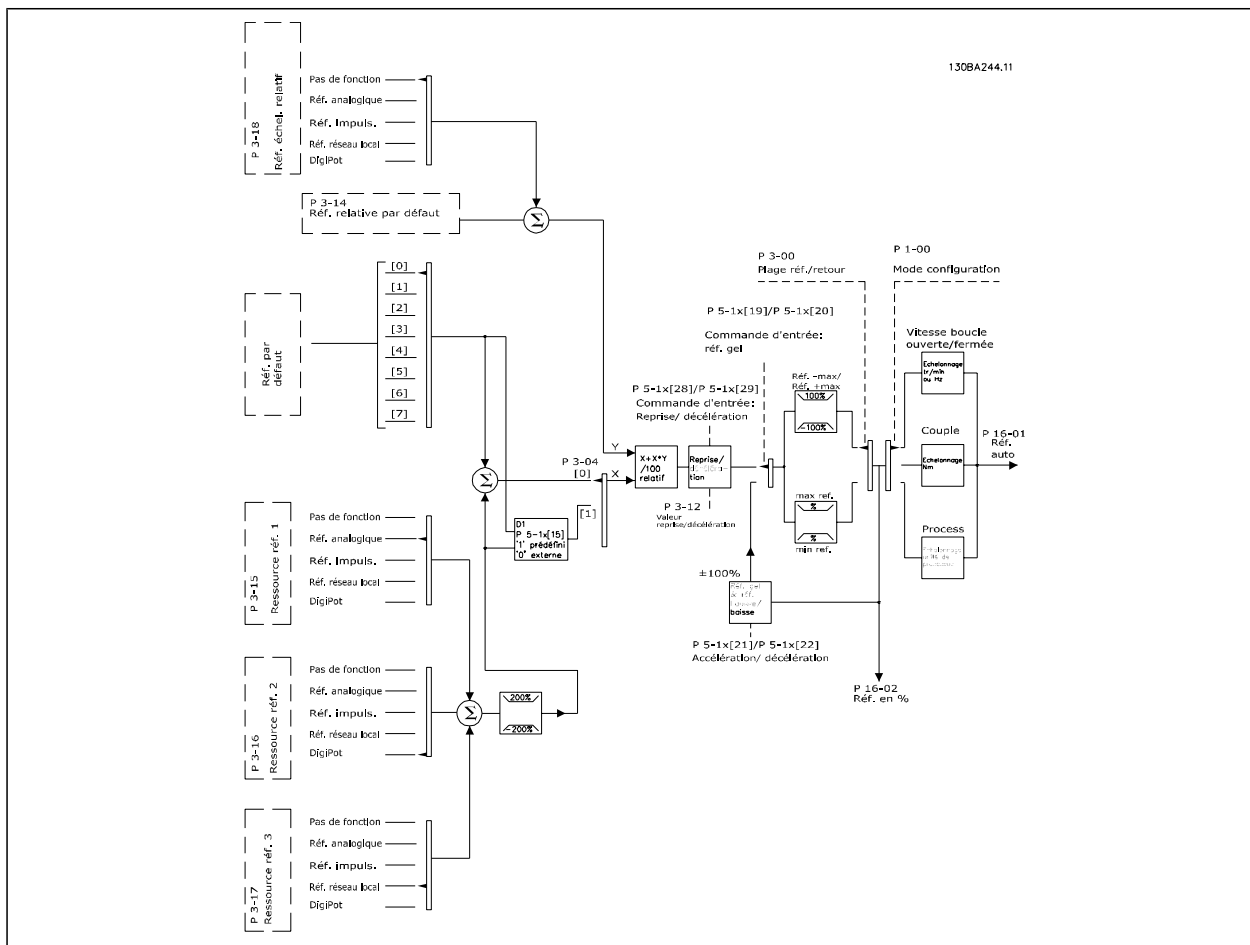 130BA244.11
P 3-18
Réf. échel. relatif
Pas de fonction
Réf. analogique
Réf. Impuls.
Réf. réseau local
DigiPot
P 3-14
Réf. relative par défaut
Σ
Réf. par
défaut
[0]
[1]
[2]
[3]
[4]
[5]
[6]
[7]
P 3-15
Ressource réf. 1
Pas de fonction
Réf. analogique
Réf. Impuls.
Réf. réseau local
DigiPot
P 3-16
Ressource réf. 2
Pas de fonction
Réf. analogique
Réf. impuls.
Réf. réseau local
DigiPot
P 3-17
Ressource réf. 3
Pas de fonction
Réf. analogique
Réf. impuls.
Réf. réseau local
DigiPot
Σ
200%
-200%
Σ
D1
P 5-1x[15]
'1' prédéfini
'0' externe
P 3-04
[0]
[1]
Y
X
X+X*Y
/100
relatif
P 5-1x[28]/P 5-1x[29]
Commande d'entrée:
Reprise/ décélération
Reprise/
P 3-12
Valeur
reprise/décélération
P 5-1x[19]/P 5-1x[20]
Commande d'entrée:
réf. gel
±100%
baisse
P 5-1x[21]/P 5-1x[22]
Accélération/ décélération
Réf. -max/
Réf. +max
100%
-100%
max ref.
%
%
min ref.
P 3-00
Plage réf./retour
P 1-00
Mode configuration
Vitesse boucle
ouverte/fermée
Echelonnage
tr/min
ou Hz
Couple
Echelonnage
Nm
Process
P 16-01
Réf.
auto
P 16-02
Réf. en %